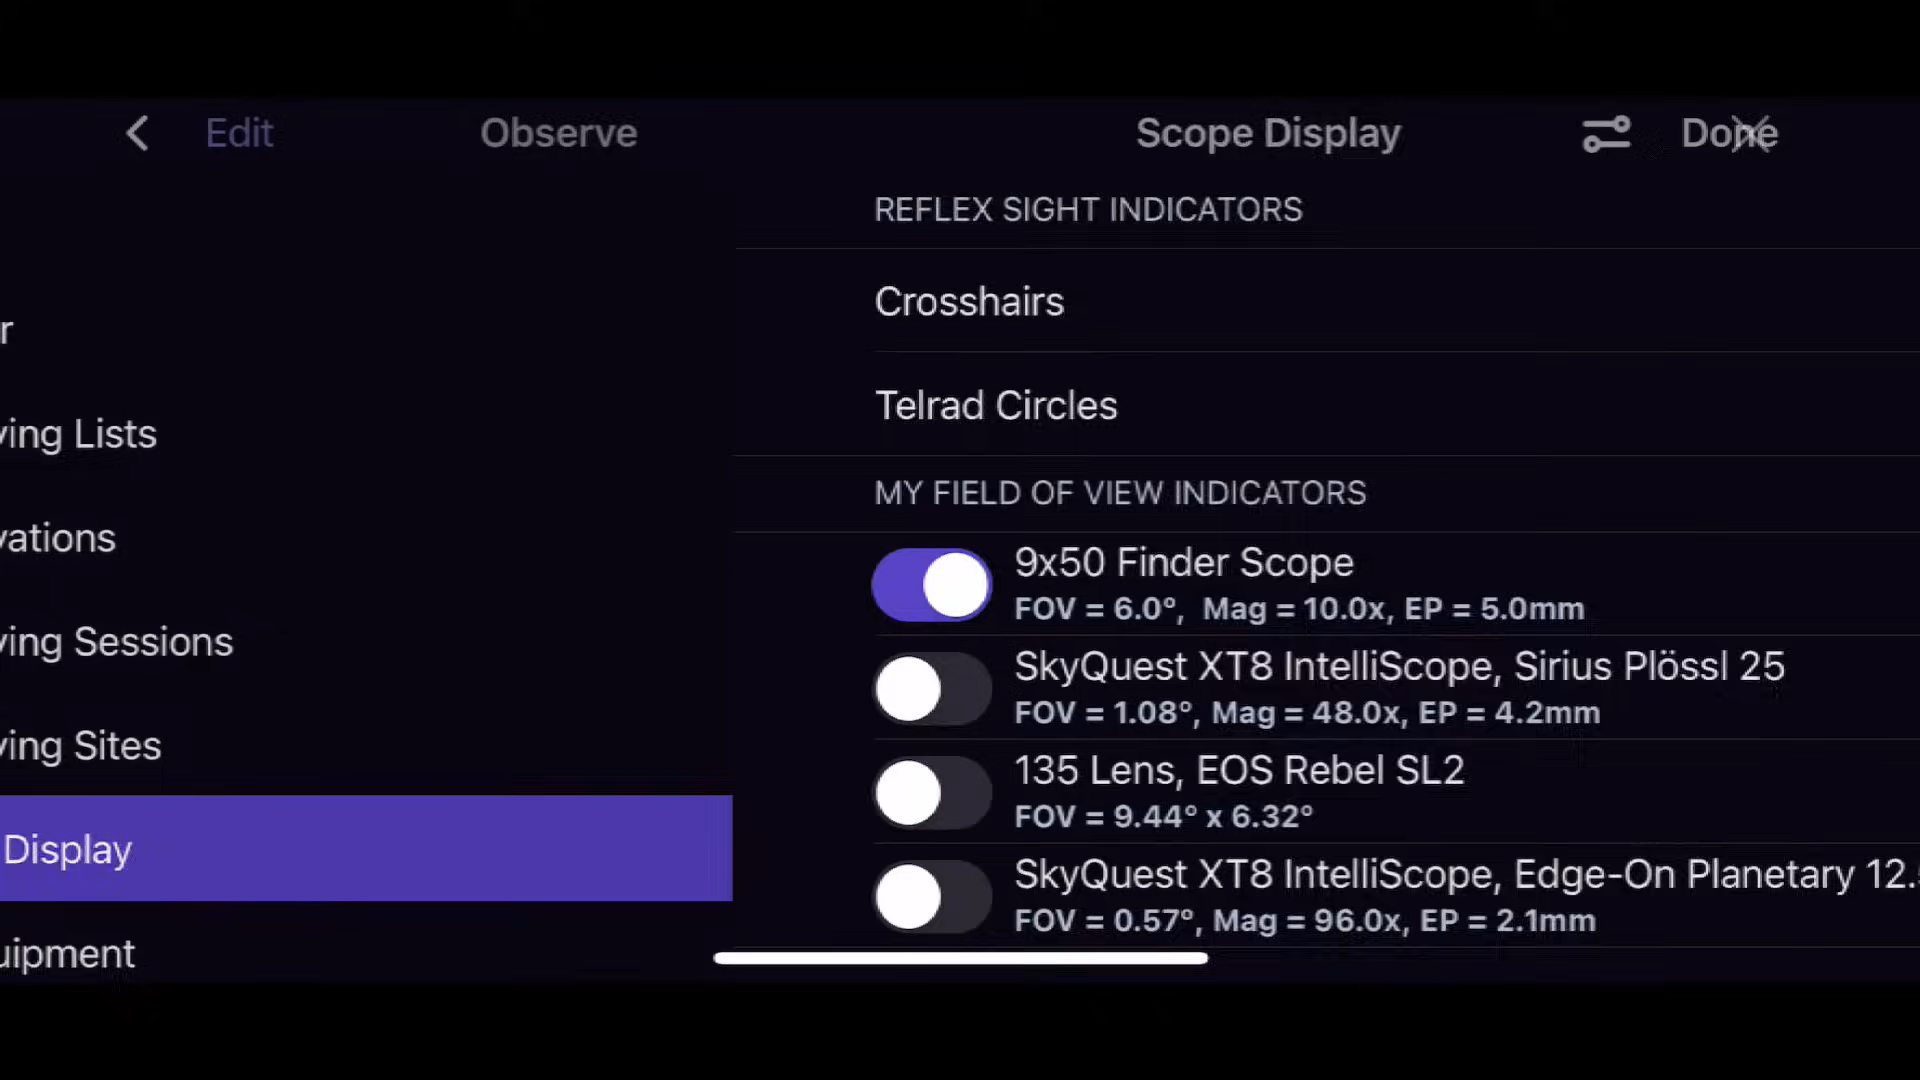 Edit
Observe
r
ving Lists
vations
ving Sessions
ving Sites
Display
uipment
Scope Display
Done
REFLEX SIGHT INDICATORS
Crosshairs
Telrad Circles
MY FIELD OF VIEW INDICATORS
9x50 Finder Scope
FOV = 6.0°, Mag = 10.0x, EP = 5.0mm
SkyQuest XT8 IntelliScope, Sirius Plössl 25
FOV = 1.08°, Mag = 48.0x, EP = 4.2mm
135 Lens, EOS Rebel SL2
FOV = 9.44° x 6.32°
SkyQuest XT8 IntelliScope, Edge-On Planetary 12.5
FOV = 0.57°, Mag = 96.0x, EP = 2.1mm